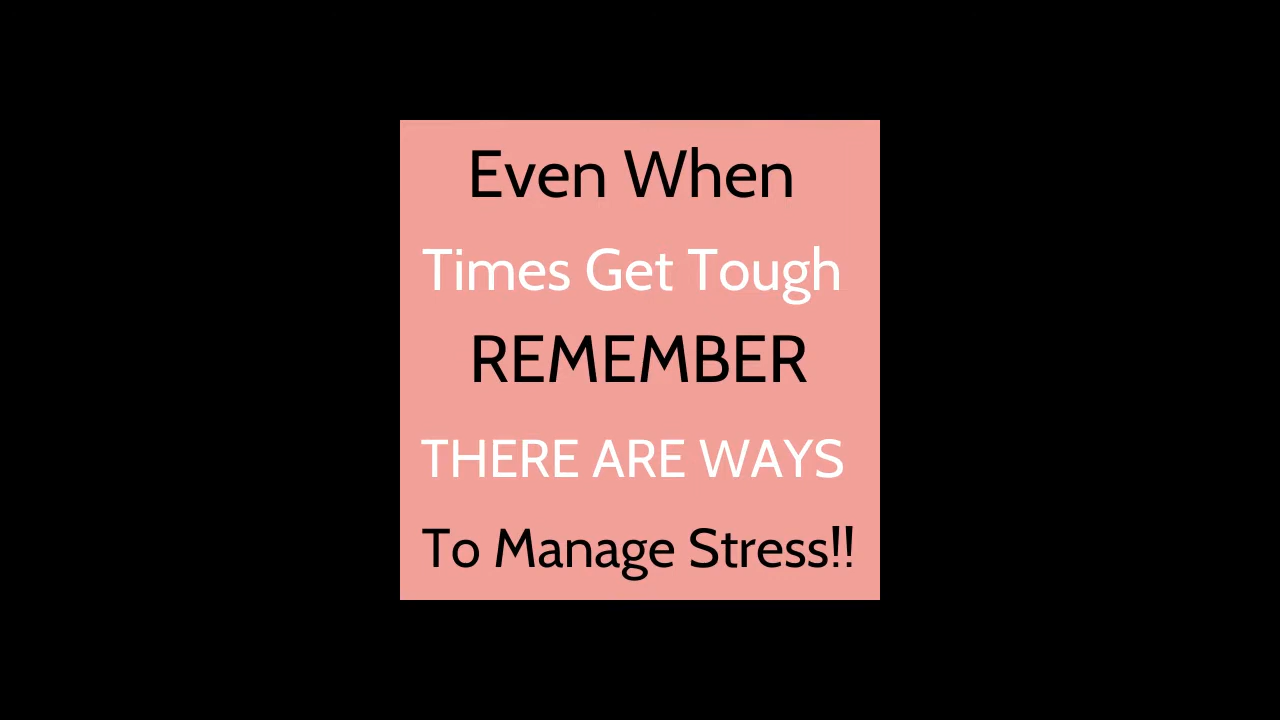 Even When
Times Get Tough
REMEMBER
THERE ARE WAYS
To Manage Stress!!